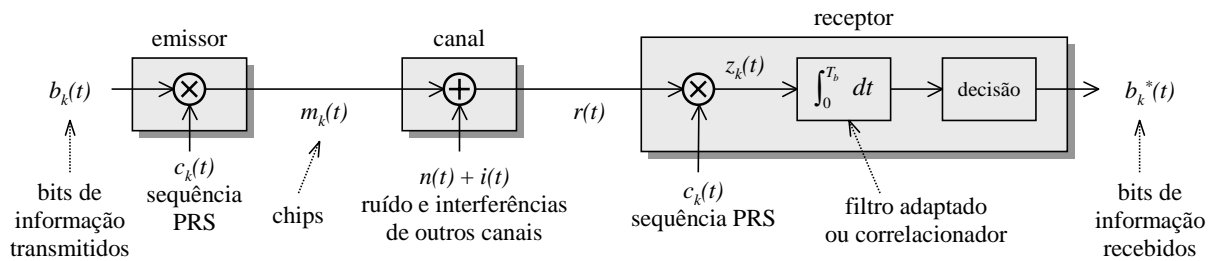 emissor
canal
receptor
b_k(t)
×
c_k(t)
sequência
PRS
m_k(t)
chips
+
n(t) + i(t)
ruído e interferências
de outros canais
r(t)
×
c_k(t)
sequência PRS
z_k(t)
∫_0^{T_b} dt
filtro adaptado
ou correlacionador
decisão
b_k*(t)
bits de
informação
transmitidos
bits de
informação
recebidos